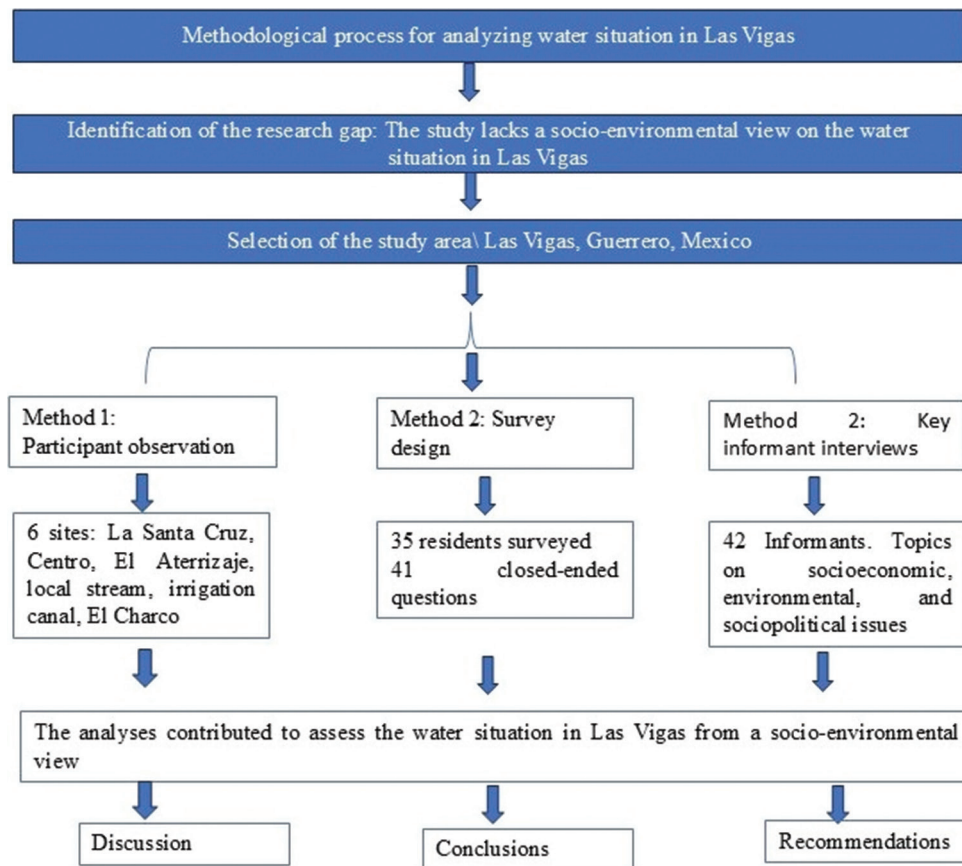 Methodological process for analyzing water situation in Las Vigas
Identification of the research gap: The study lacks a socio-environmental view on the water
situation in Las Vigas
Selection of the study area\ Las Vigas, Guerrero, Mexico
Method 1:
Participant observation
Method 2: Survey
design
Method 2: Key
informant interviews
6 sites: La Santa Cruz,
Centro, El Aterrizaje,
local stream, irrigation
canal, El Charco
35 residents surveyed
41 closed-ended
questions
42 Informants. Topics
on socioeconomic,
environmental, and
sociopolitical issues
The analyses contributed to assess the water situation in Las Vigas from a socio-environmental
view
Discussion
Conclusions
Recommendations